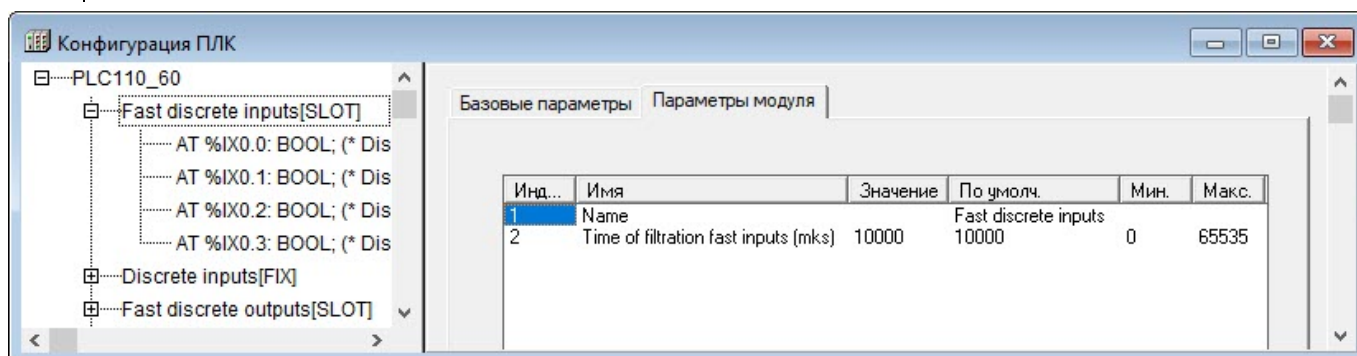 Конфигурация ПЛК
PLC110_60
Fast discrete inputs[SLOT]
AT %IX0.0: BOOL; (* Dis
AT %IX0.1: BOOL; (* Dis
AT %IX0.2: BOOL; (* Dis
AT %IX0.3: BOOL; (* Dis
Discrete inputs[FIX]
Fast discrete outputs[SLOT]
Базовые параметры Параметры модуля
Инд... Имя Значение По умолч. Мин. Макс.
1 Name Fast discrete inputs
2 Time of filtration fast inputs (mks) 10000 10000 0 65535